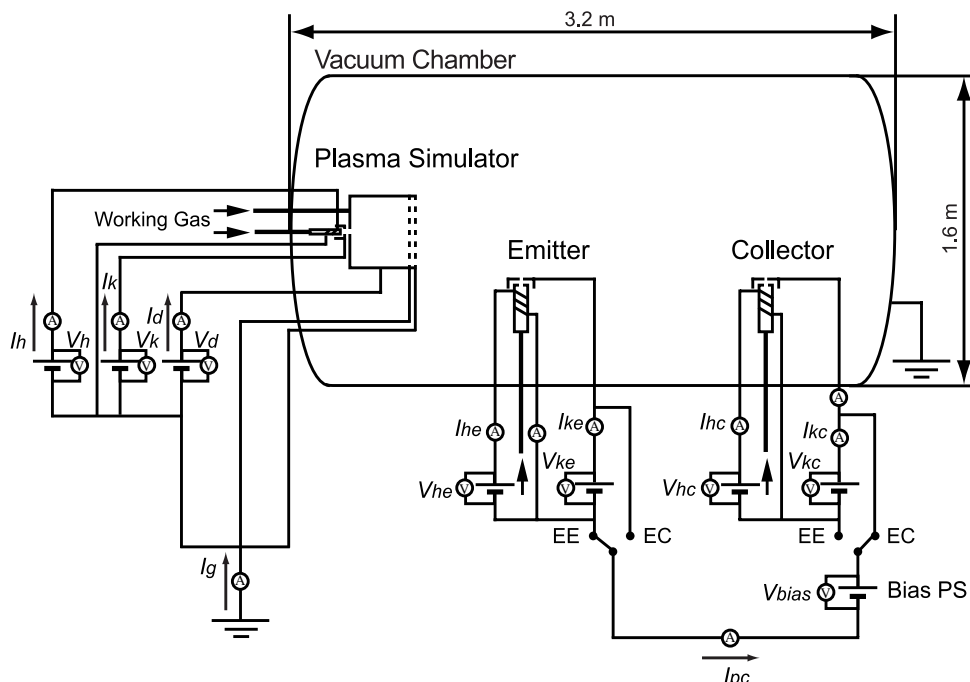 3.2 m
Vacuum Chamber
Plasma Simulator
1.6 m
Working Gas
Emitter
Collector
Ik
Id
Ih
Vh
Vk
Vd
A
A
A
V
V
V
Ihe
A
A
Ike
A
Ihc
A
A
Ikc
A
Vhe
V
Vke
V
Vhc
V
Vkc
V
EE
EC
EE
EC
Ig
A
Vbias
V
Bias PS
A
Ipc